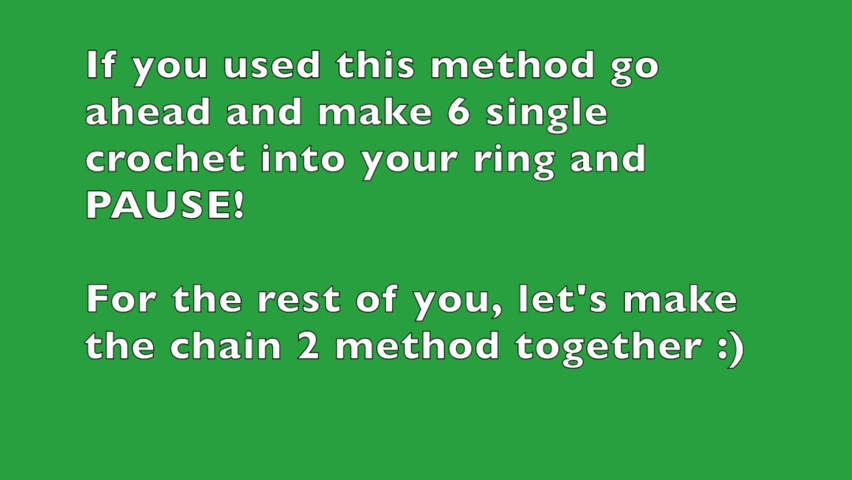 If you used this method go
ahead and make 6 single
crochet into your ring and
PAUSE!
For the rest of you, let's make
the chain 2 method together :)